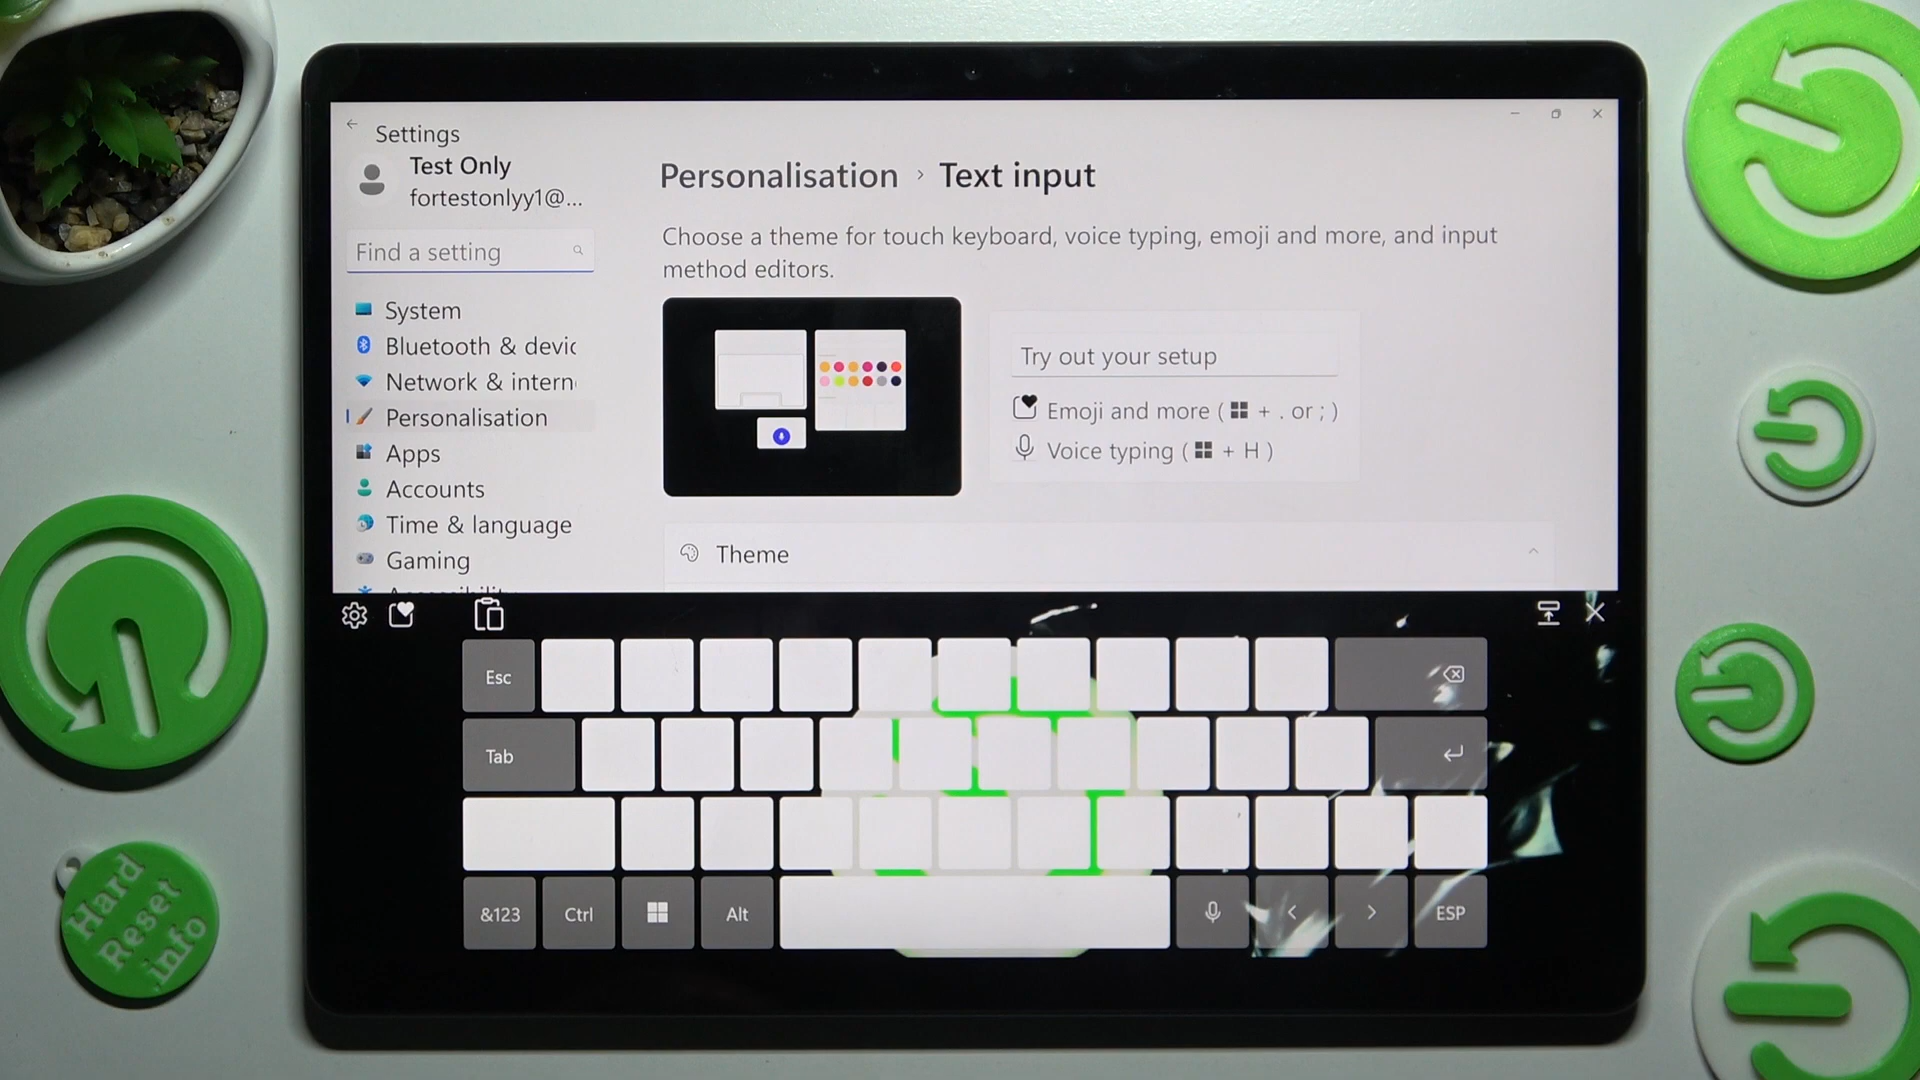 Settings
Test Only
fortestonlyy1@...
Find a setting
System
Bluetooth & devic
Network & intern
Personalisation
Apps
Accounts
Time & language
Gaming
Personalisation › Text input
Choose a theme for touch keyboard, voice typing, emoji and more, and input
method editors.
Try out your setup
Emoji and more ( + . or ; )
Voice typing ( + H )
Theme
Esc
Tab
&123
Ctrl
Alt
ESP
Hard
Reset
.info